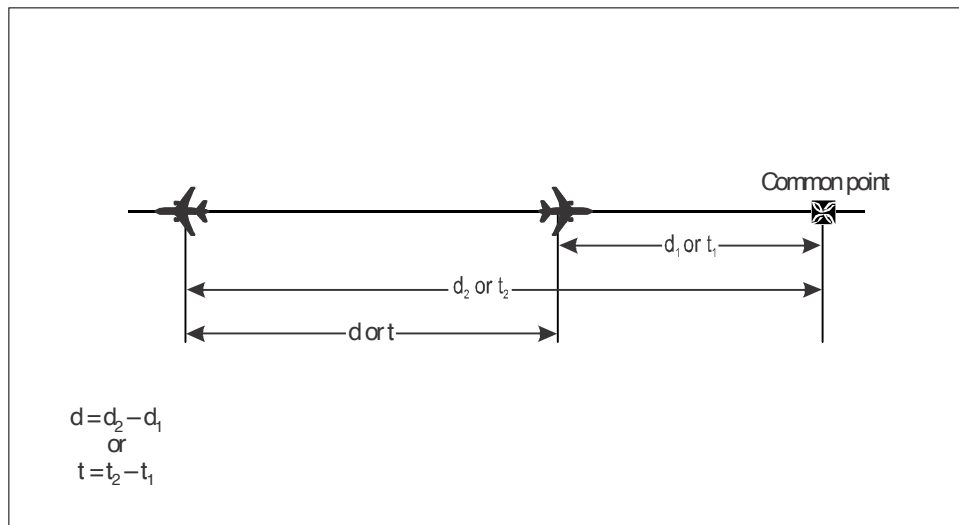 Common point
d₁ or t₁
d₂ or t₂
d or t
d = d₂ – d₁
or
t = t₂ – t₁